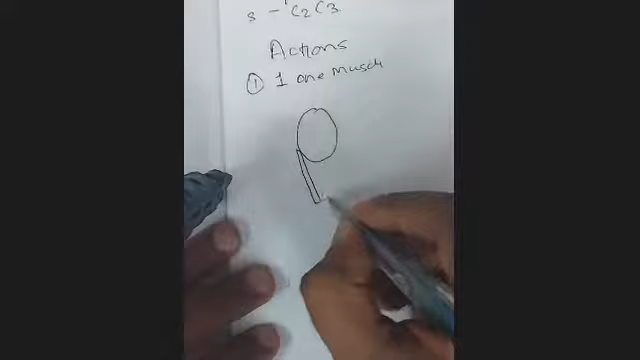 s - C2 C3
Actions
① 1 one muscle